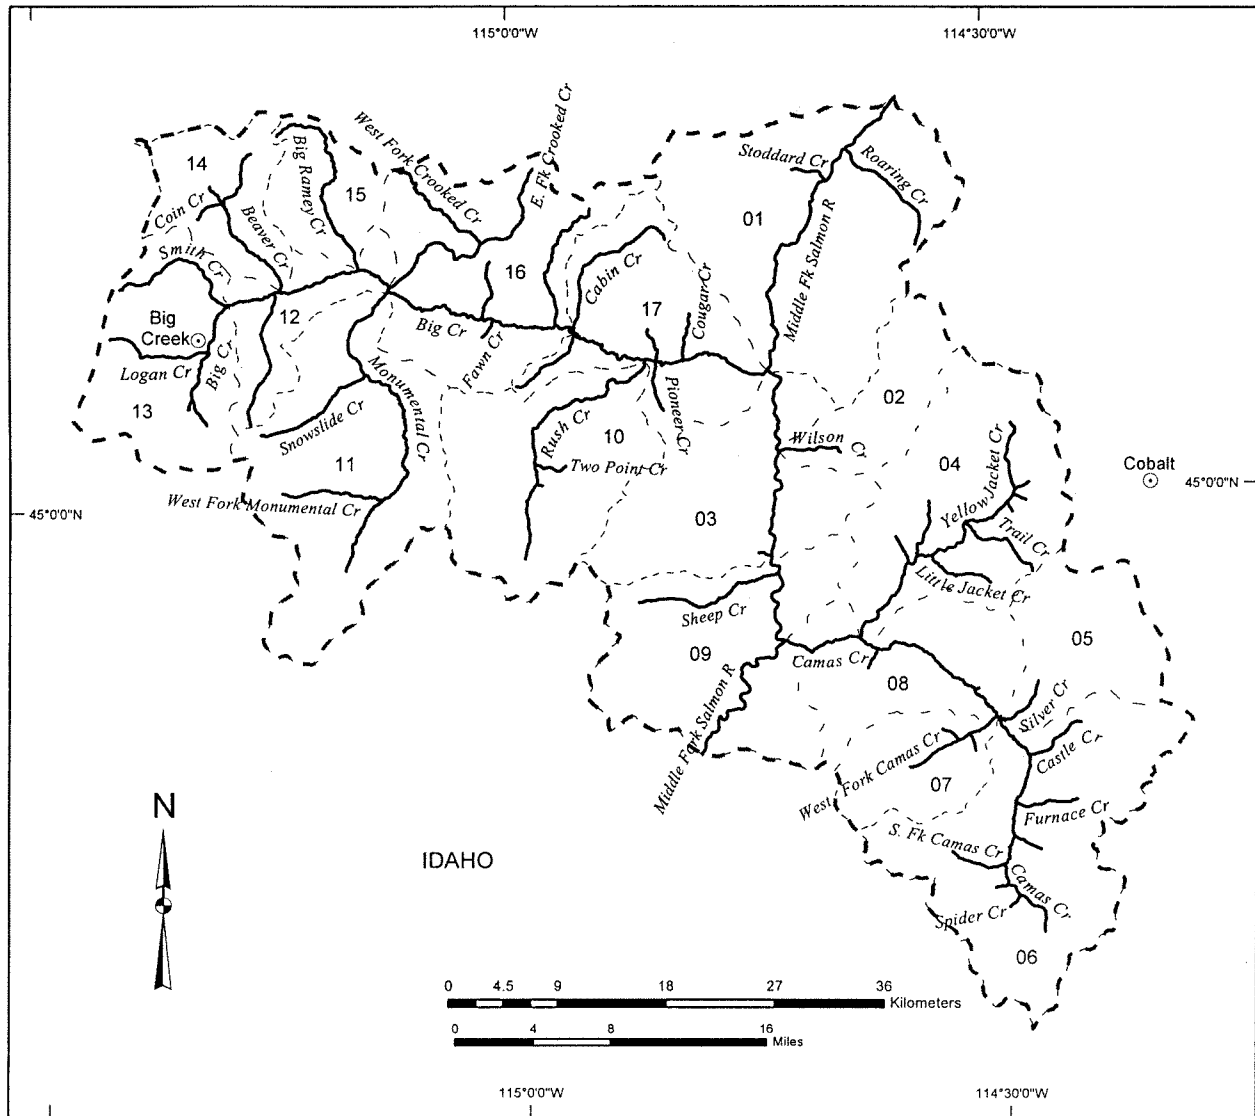 115°0'0"W
114°30'0"W
West Fork Crooked Cr
E. Fk Crooked Cr
Stoddard Cr
Roaring Cr
14
Big Ramey Cr
15
Coin Cr
Beaver Cr
01
Middle Fk Salmon R
Smith Cr
16
Cabin Cr
Big
Creek
12
Big Cr
17
Cougar Cr
Fawn Cr
Logan Cr
Big Cr
Monumental Cr
Pioneer Cr
02
13
Snowslide Cr
Rush Cr
10
Wilson Cr
11
Two Point Cr
04
Yellow Jacket Cr
Cobalt
45°0'0"N
West Fork Monumental Cr
45°0'0"N
03
Trail Cr
Little Jacket Cr
Sheep Cr
05
09
Camas Cr
08
Middle Fork Salmon R
Silver Cr
Castle Cr
West Fork Camas Cr
07
Furnace Cr
N
S. Fk Camas Cr
IDAHO
Camas Cr
Spider Cr
06
0 4.5 9 18 27 36
Kilometers
0 4 8 16
Miles
115°0'0"W
114°30'0"W